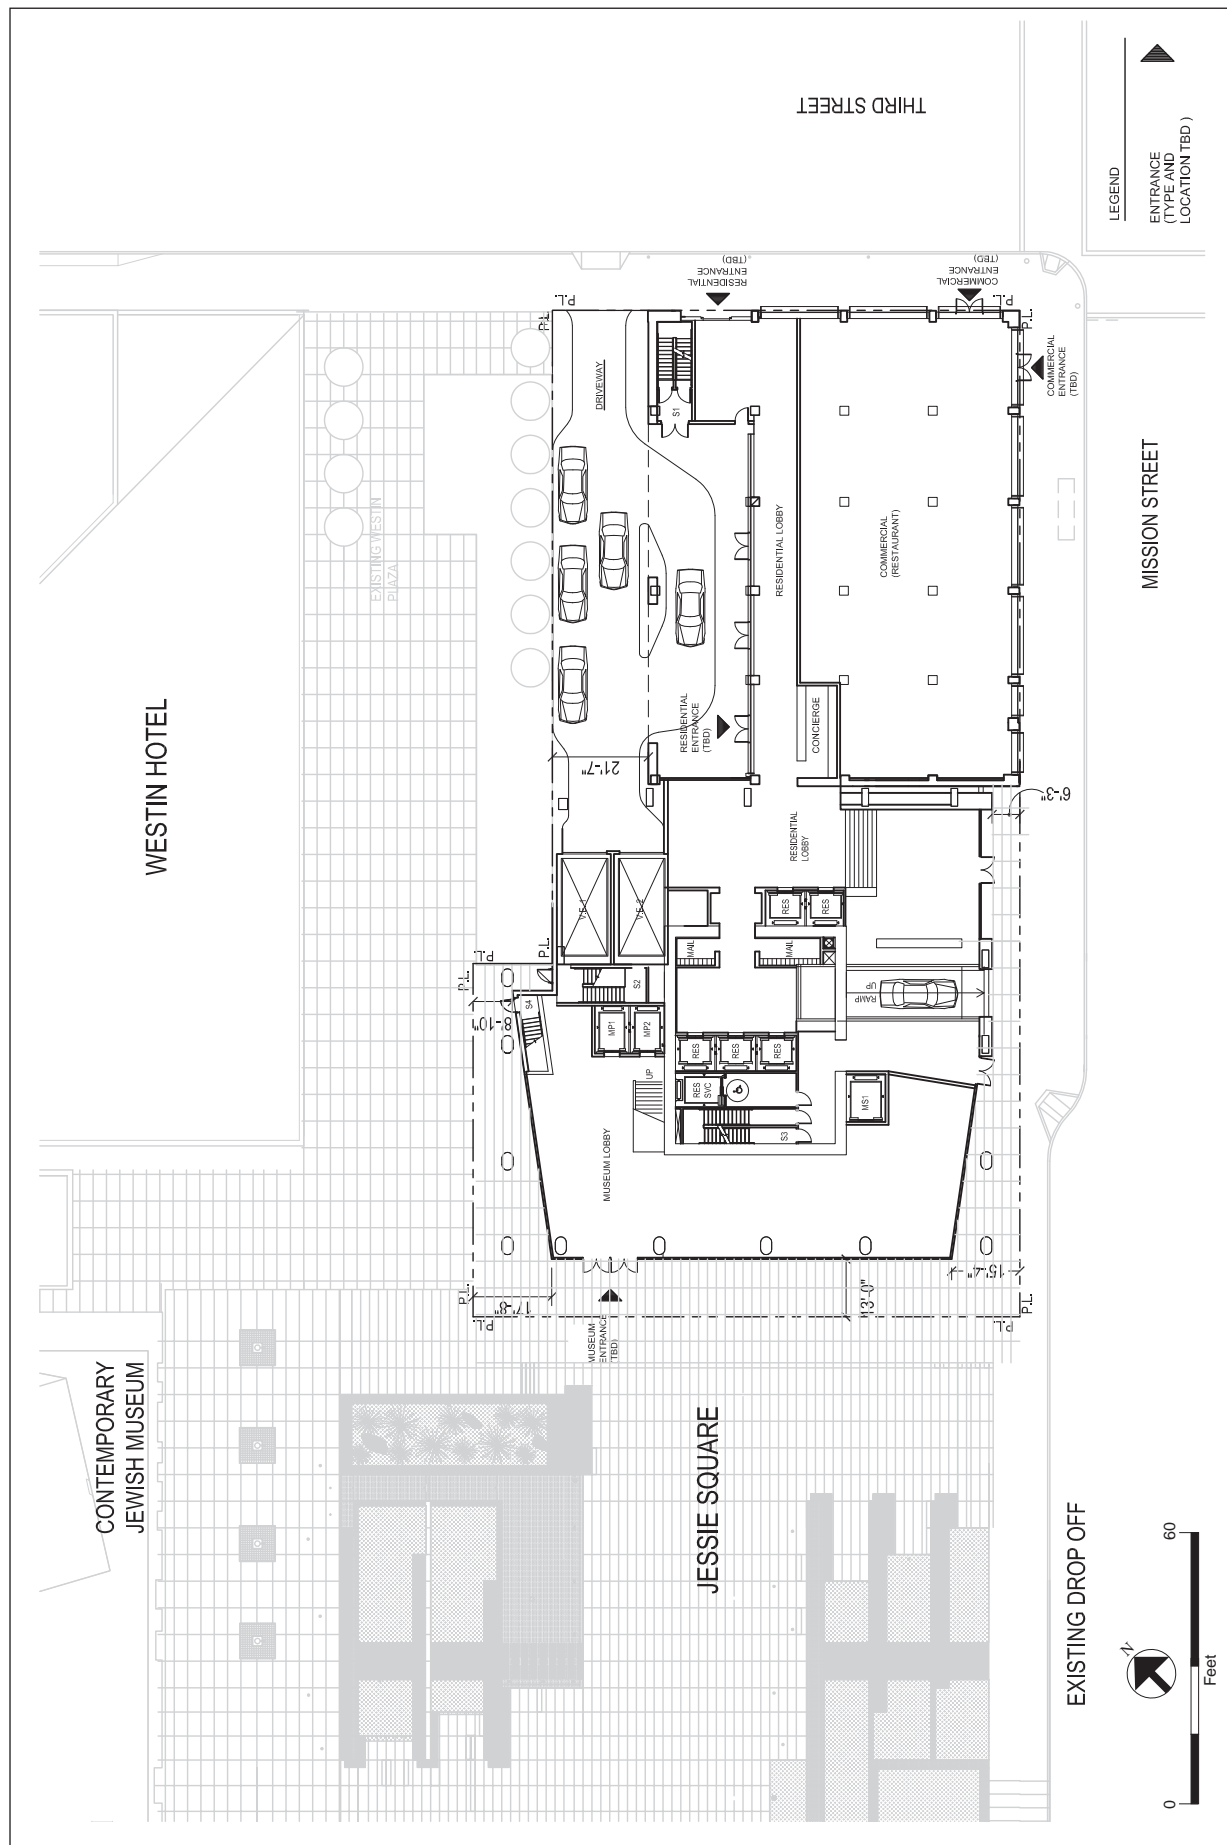 THIRD STREET
LEGEND
ENTRANCE
(TYPE AND
LOCATION TBD )
WESTIN HOTEL
EXISTING WESTIN
PLAZA
P.L.
P.L.
DRIVEWAY
S1
RESIDENTIAL
ENTRANCE
(TBD)
COMMERCIAL
ENTRANCE
(TBD)
P.L.
P.L.
COMMERCIAL
ENTRANCE
(TBD)
MISSION STREET
RESIDENTIAL LOBBY
COMMERCIAL
(RESTAURANT)
RESIDENTIAL
ENTRANCE
(TBD)
CONCIERGE
21'-7"
6'-3"
RESIDENTIAL
LOBBY
V.E.1
V.E.2
RES
RES
MAIL
MAIL
P.L.
P.L.
P.L.
8'-10"
S4
S2
MP1
MP2
RAMP
UP
RES
RES
RES
UP
RES
SVC
MS1
S3
MUSEUM LOBBY
P.L.
P.L.
17'-8"
MUSEUM
ENTRANCE
(TBD)
13'-0"
15'-4"
P.L.
P.L.
CONTEMPORARY
JEWISH MUSEUM
JESSIE SQUARE
EXISTING DROP OFF
N
0
60
Feet